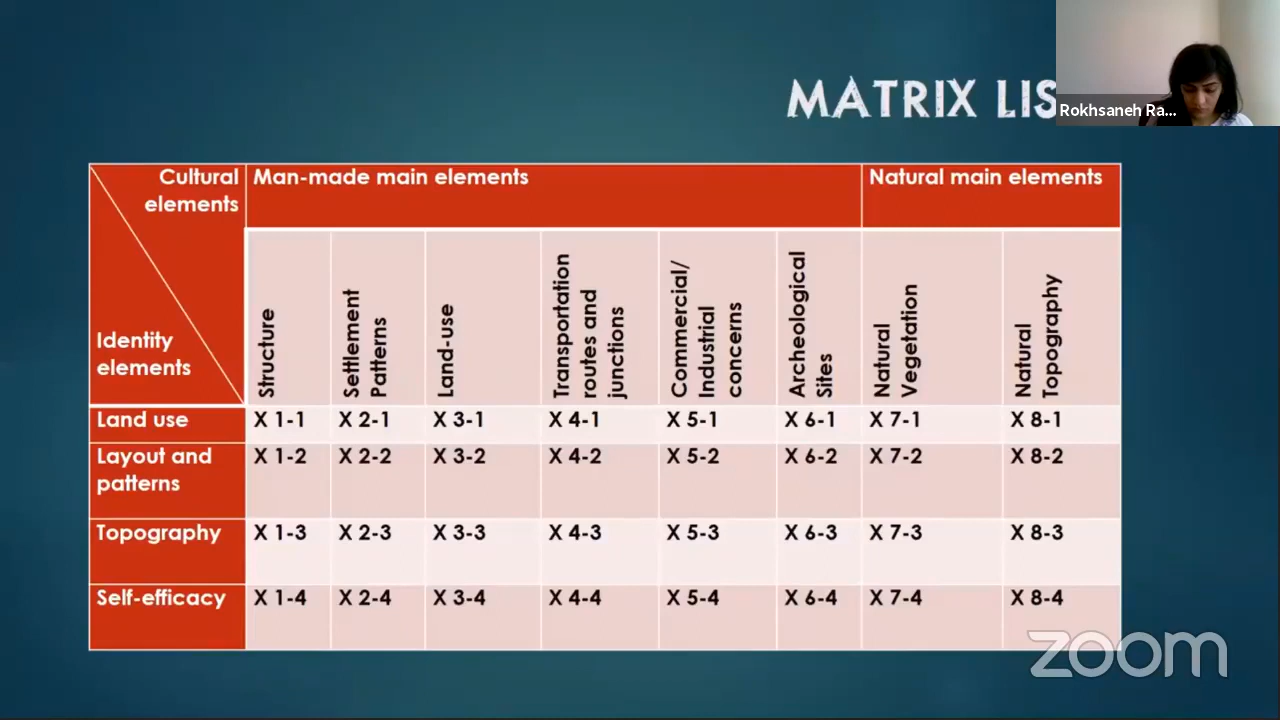 MATRIX LIS
Rokhsaneh Ra...
Cultural elements
Man-made main elements
Natural main elements
Identity elements
Structure
Settlement Patterns
Land-use
Transportation routes and junctions
Commercial/ Industrial concerns
Archeological Sites
Natural Vegetation
Natural Topography
Land use X 1-1 X 2-1 X 3-1 X 4-1 X 5-1 X 6-1 X 7-1 X 8-1
Layout and patterns X 1-2 X 2-2 X 3-2 X 4-2 X 5-2 X 6-2 X 7-2 X 8-2
Topography X 1-3 X 2-3 X 3-3 X 4-3 X 5-3 X 6-3 X 7-3 X 8-3
Self-efficacy X 1-4 X 2-4 X 3-4 X 4-4 X 5-4 X 6-4 X 7-4 X 8-4
zoom